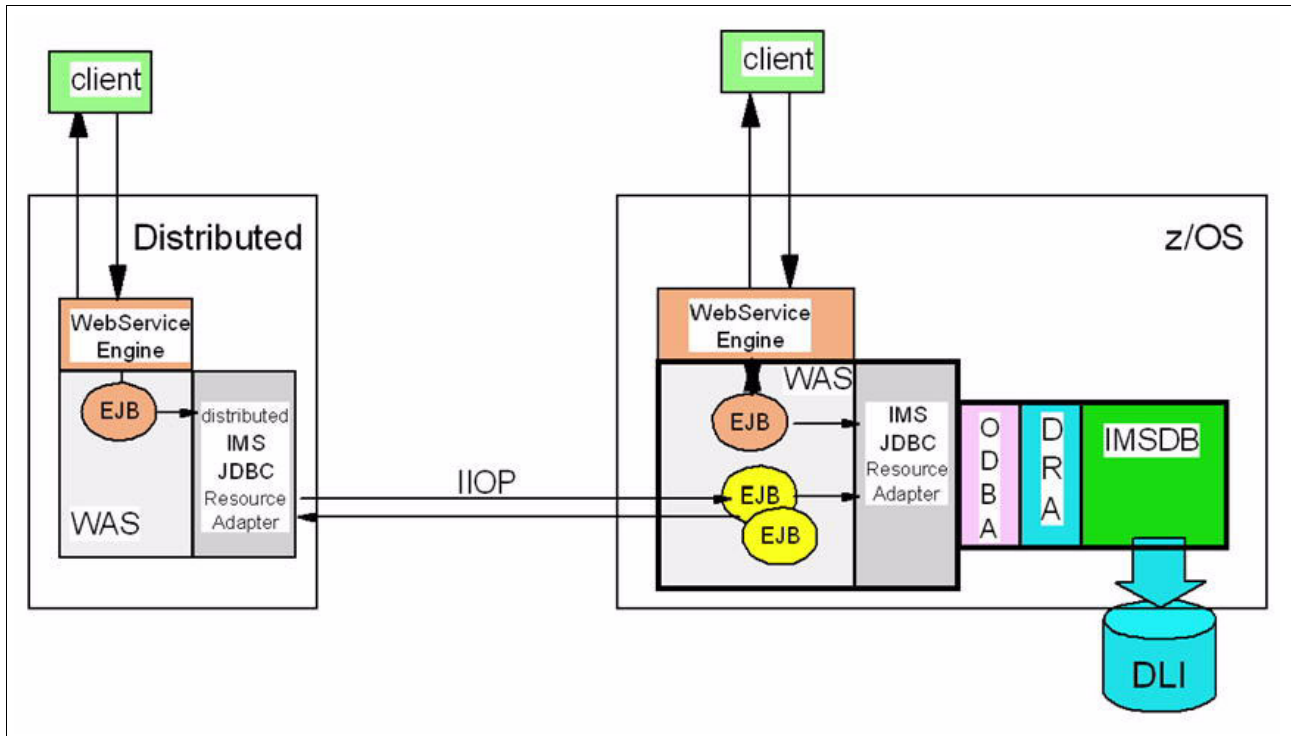 client
Distributed
WebService
Engine
EJB
distributed
IMS
JDBC
Resource
Adapter
WAS
IIOP
client
z/OS
WebService
Engine
WAS
EJB
IMS
JDBC
Resource
Adapter
EJB
EJB
O
D
B
A
D
R
A
IMSDB
DLI